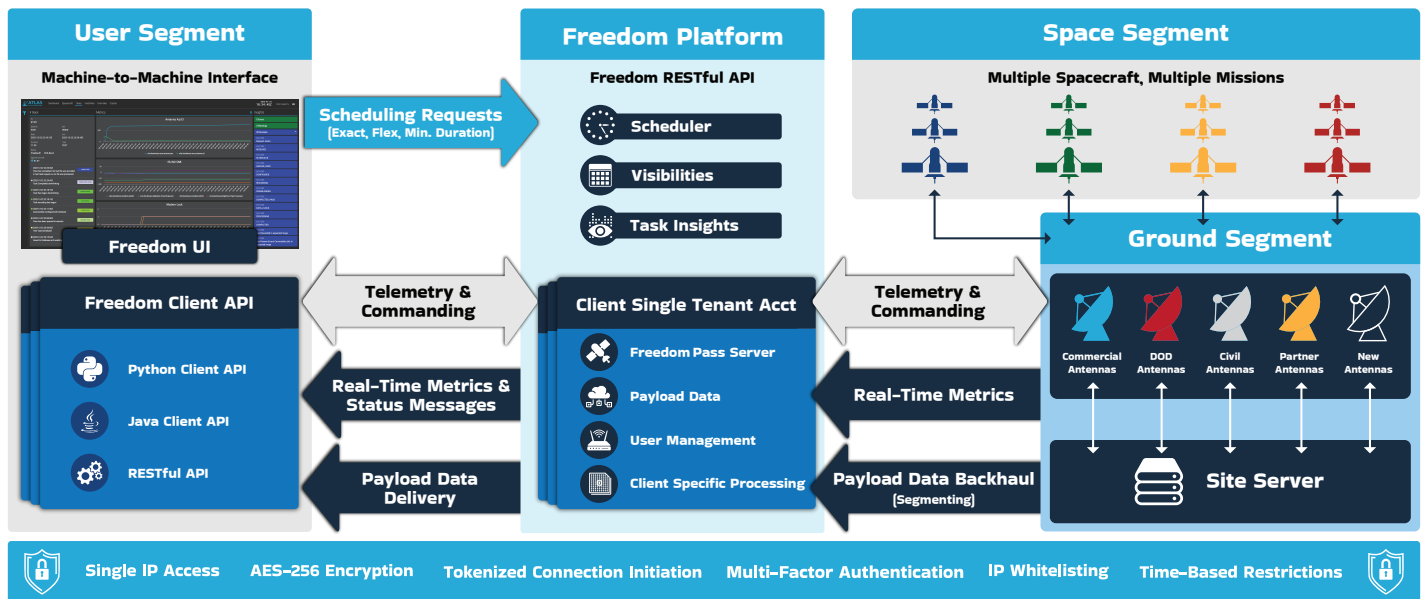 User Segment
Machine-to-Machine Interface
ATLAS
Freedom UI
Freedom Client API
Python Client API
Java Client API
RESTful API
Scheduling Requests
(Exact, Flex, Min. Duration)
Telemetry &
Commanding
Real-Time Metrics &
Status Messages
Payload Data
Delivery
Freedom Platform
Freedom RESTful API
Scheduler
Visibilities
Task Insights
Client Single Tenant Acct
Freedom Pass Server
Payload Data
User Management
Client Specific Processing
Telemetry &
Commanding
Real-Time Metrics
Payload Data Backhaul
(Segmenting)
Space Segment
Multiple Spacecraft, Multiple Missions
Ground Segment
Commercial
Antennas
DOD
Antennas
Civil
Antennas
Partner
Antennas
New
Antennas
Site Server
Single IP Access
AES-256 Encryption
Tokenized Connection Initiation
Multi-Factor Authentication
IP Whitelisting
Time-Based Restrictions